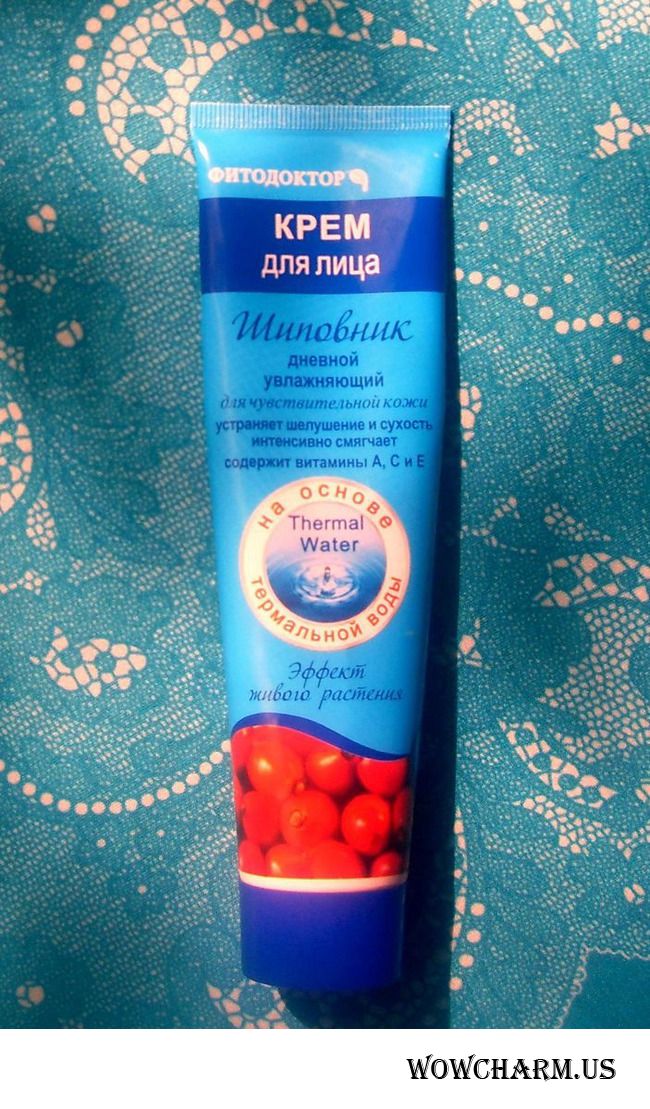 ФИТОДОКТОР
КРЕМ
для лица
Шиповник
дневной
увлажняющий
для чувствительной кожи
устраняет шелушение и сухость
интенсивно смягчает
содержит витамины А, С и Е
на основе
Thermal
Water
термальной воды
Эффект
живого растения
WOWCHARM.US